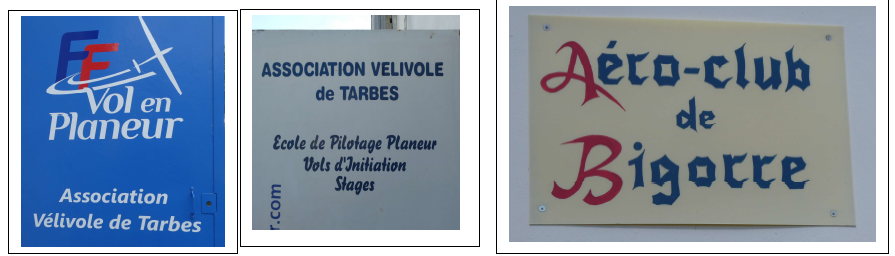 FF
Vol en
Planeur
Association
Vélivole de Tarbes
ASSOCIATION VELIVOLE
de TARBES
Ecole de Pilotage Planeur
Vols d'Initiation
Stages
r.com
Aéro-club
de
Bigorre